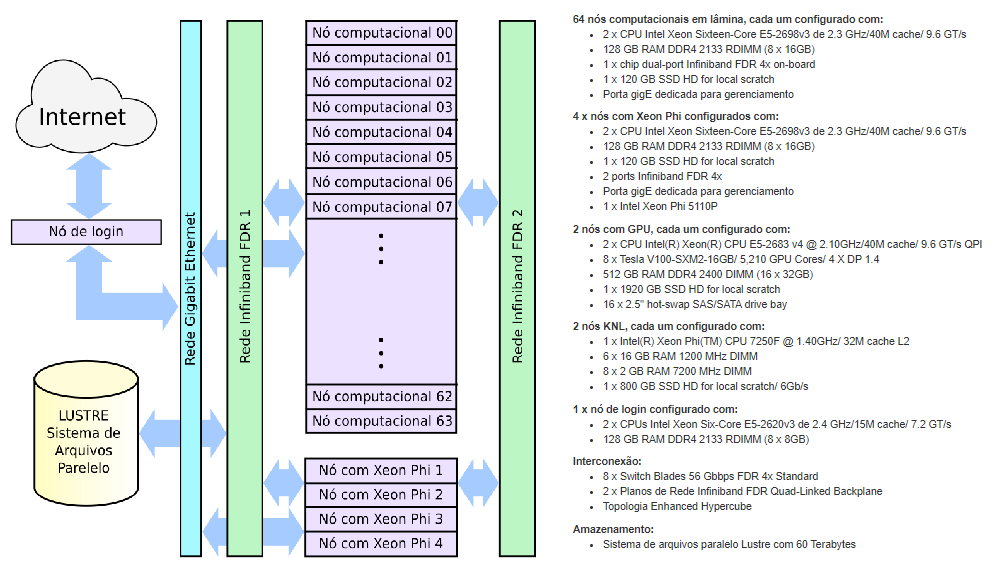 Internet
Nó de login
LUSTRE
Sistema de
Arquivos
Parelelo
Rede Gigabit Ethernet
Rede Infiniband FDR 1
Nó computacional 00
Nó computacional 01
Nó computacional 02
Nó computacional 03
Nó computacional 04
Nó computacional 05
Nó computacional 06
Nó computacional 07
Nó computacional 62
Nó computacional 63
Nó com Xeon Phi 1
Nó com Xeon Phi 2
Nó com Xeon Phi 3
Nó com Xeon Phi 4
Rede Infiniband FDR 2
64 nós computacionais em lâmina, cada um configurado com:
• 2 x CPU Intel Xeon Sixteen-Core E5-2698v3 de 2.3 GHz/40M cache/ 9.6 GT/s
• 128 GB RAM DDR4 2133 RDIMM (8 x 16GB)
• 1 x chip dual-port Infiniband FDR 4x on-board
• 1 x 120 GB SSD HD for local scratch
• Porta gigE dedicada para gerenciamento
4 x nós com Xeon Phi configurados com:
• 2 x CPU Intel Xeon Sixteen-Core E5-2698v3 de 2.3 GHz/40M cache/ 9.6 GT/s
• 128 GB RAM DDR4 2133 RDIMM (8 x 16GB)
• 1 x 120 GB SSD HD for local scratch
• 2 ports Infiniband FDR 4x
• Porta gigE dedicada para gerenciamento
• 1 x Intel Xeon Phi 5110P
2 nós com GPU, cada um configurado com:
• 2 x CPU Intel(R) Xeon(R) CPU E5-2683 v4 @ 2.10GHz/40M cache/ 9.6 GT/s QPI
• 8 x Tesla V100-SXM2-16GB/ 5,210 GPU Cores/ 4 X DP 1.4
• 512 GB RAM DDR4 2400 DIMM (16 x 32GB)
• 1 x 1920 GB SSD HD for local scratch
• 16 x 2.5" hot-swap SAS/SATA drive bay
2 nós KNL, cada um configurado com:
• 1 x Intel(R) Xeon Phi(TM) CPU 7250F @ 1.40GHz/ 32M cache L2
• 6 x 16 GB RAM 1200 MHz DIMM
• 8 x 2 GB RAM 7200 MHz DIMM
• 1 x 800 GB SSD HD for local scratch/ 6Gb/s
1 x nó de login configurado com:
• 2 x CPUs Intel Xeon Six-Core E5-2620v3 de 2.4 GHz/15M cache/ 7.2 GT/s
• 128 GB RAM DDR4 2133 RDIMM (8 x 8GB)
Interconexão:
• 8 x Switch Blades 56 Gbbps FDR 4x Standard
• 2 x Planos de Rede Infiniband FDR Quad-Linked Backplane
• Topologia Enhanced Hypercube
Amazenamento:
• Sistema de arquivos paralelo Lustre com 60 Terabytes